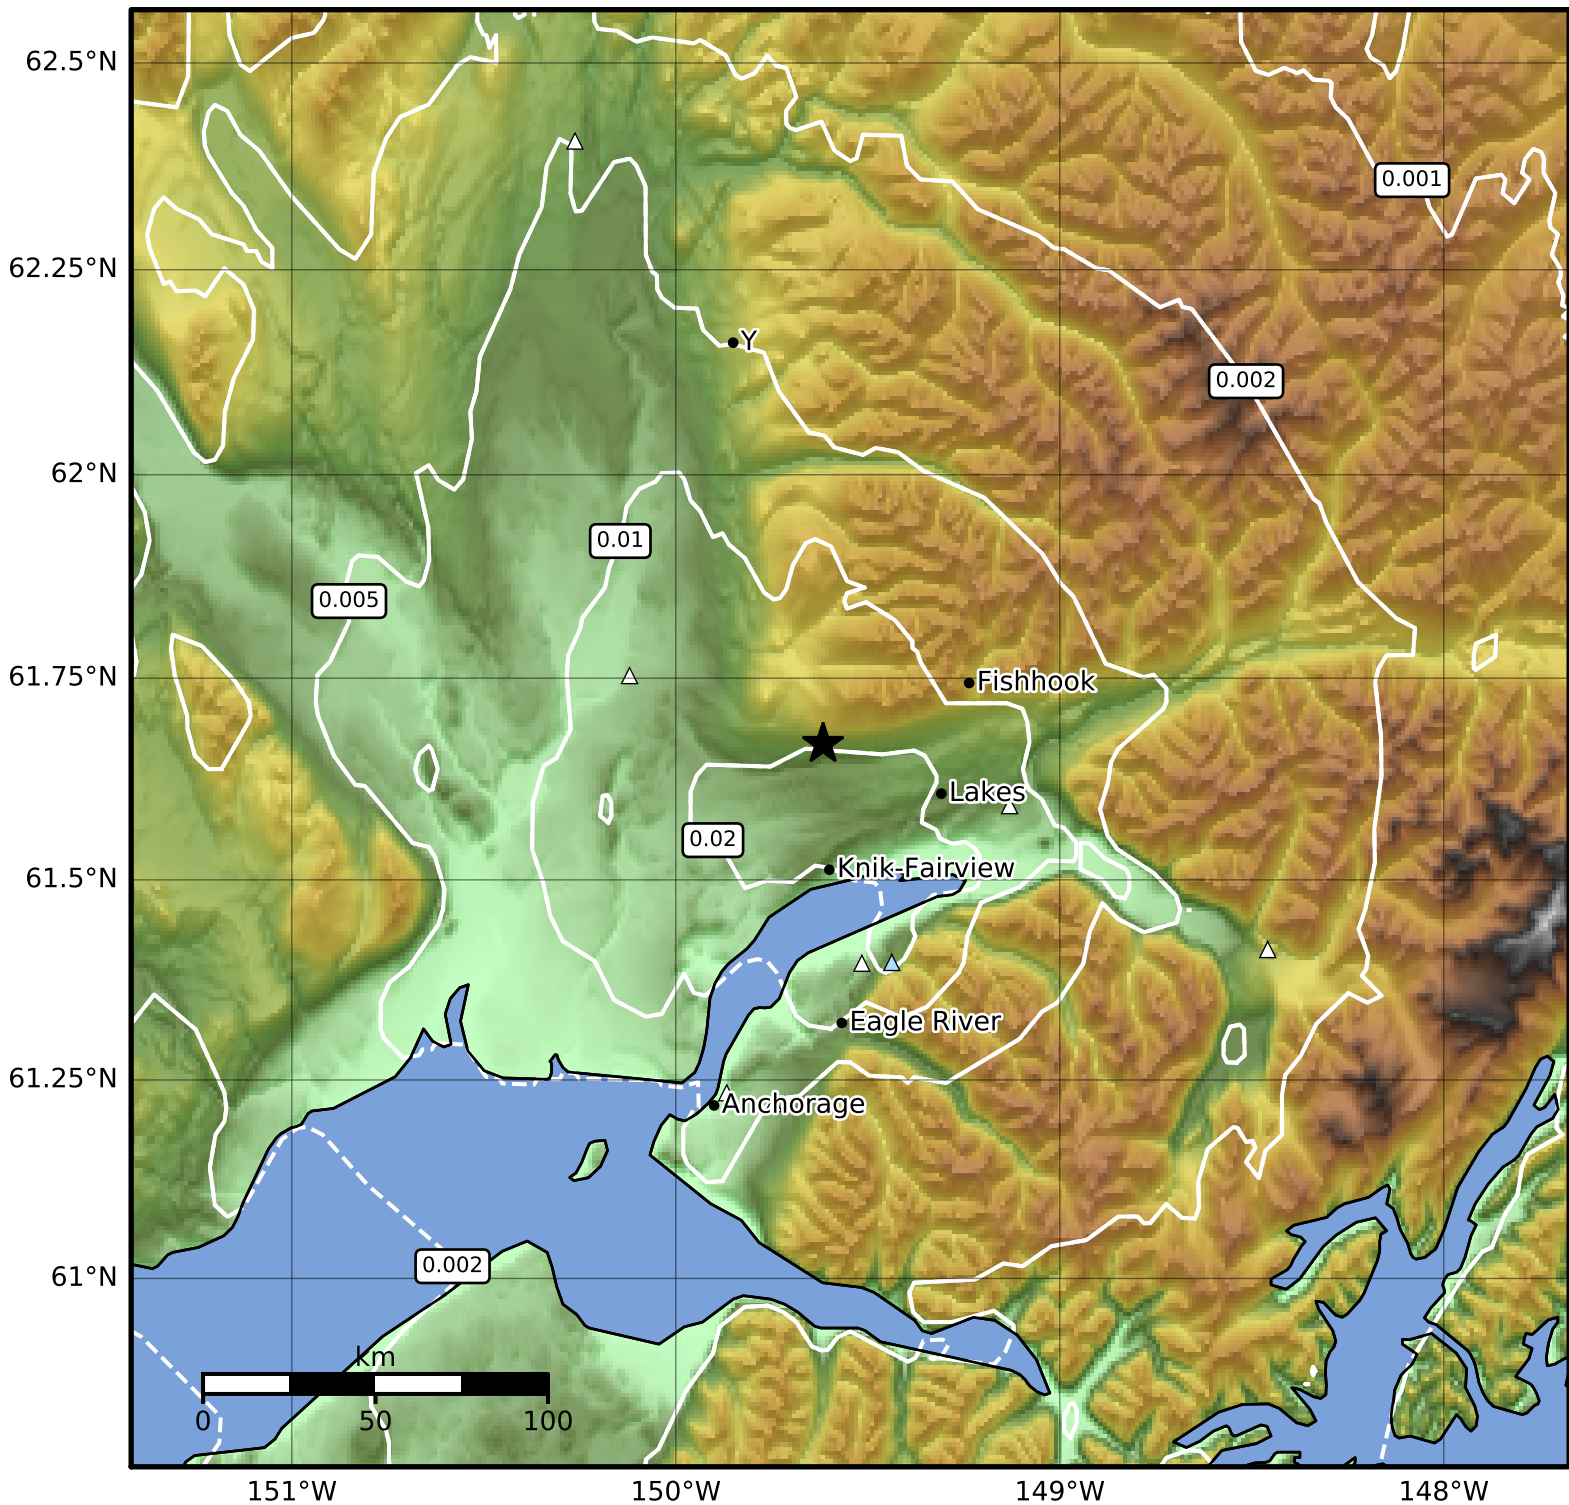 62.5°N
0.001
62.25°N
Y
0.002
62°N
0.01
0.005
61.75°N
Fishhook
Lakes
0.02
61.5°N
Knik-Fairview
Eagle River
61.25°N
Anchorage
61°N
0.002
km
0 50 100
151°W 150°W 149°W 148°W